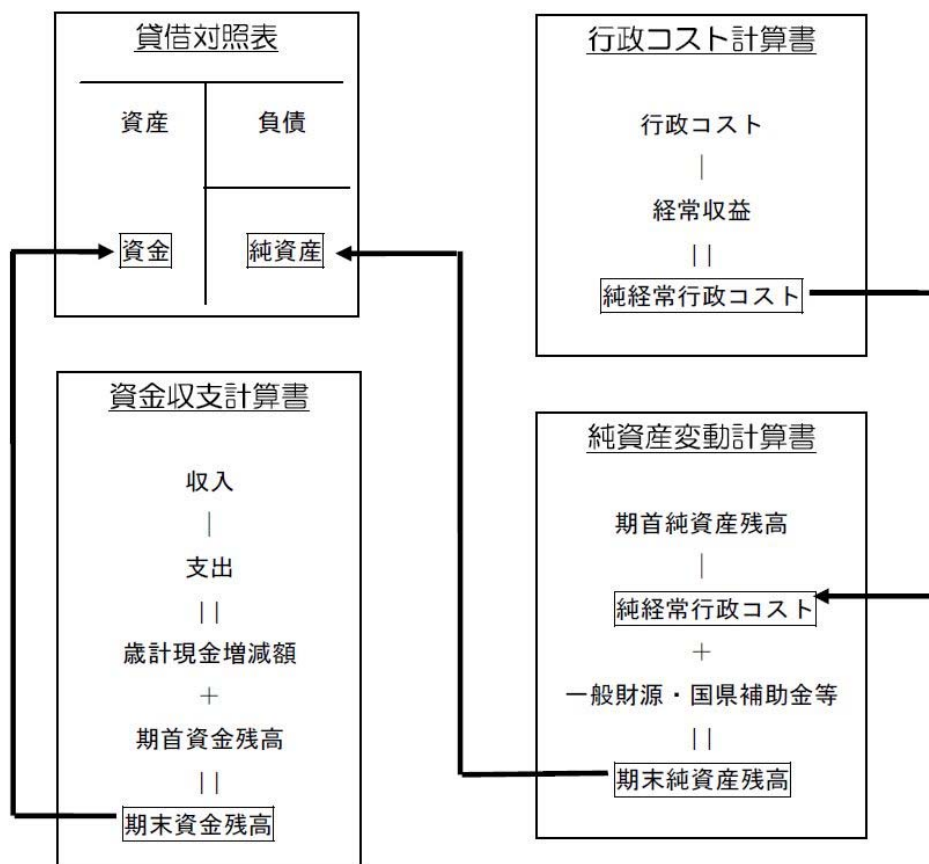 貸借対照表
資産
負債
資金
純資産
行政コスト計算書
行政コスト
|
経常収益
||
純経常行政コスト
資金収支計算書
収入
|
支出
||
歳計現金増減額
+
期首資金残高
||
期末資金残高
純資産変動計算書
期首純資産残高
|
純経常行政コスト
+
一般財源・国県補助金等
||
期末純資産残高